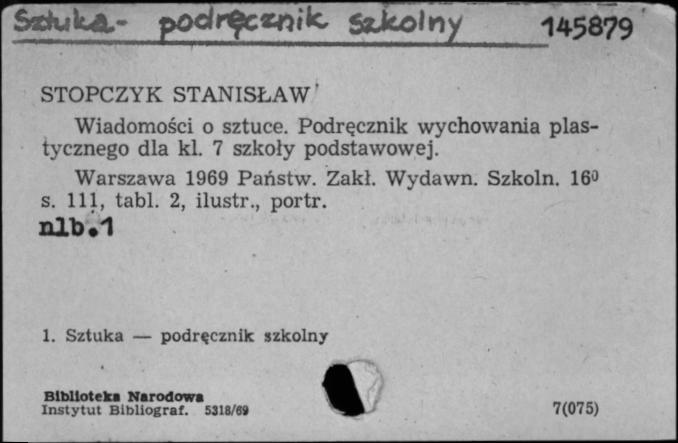 Sztuka - podręcznik szkolny 145879
STOPCZYK STANISŁAW
Wiadomości o sztuce. Podręcznik wychowania plas-
tycznego dla kl. 7 szkoły podstawowej.
Warszawa 1969 Państw. Zakł. Wydawn. Szkoln. 16⁰
s. 111, tabl. 2, ilustr., portr.
nlb.1
1. Sztuka — podręcznik szkolny
Biblioteka Narodowa
Instytut Bibliograf. 5318/69
7(075)